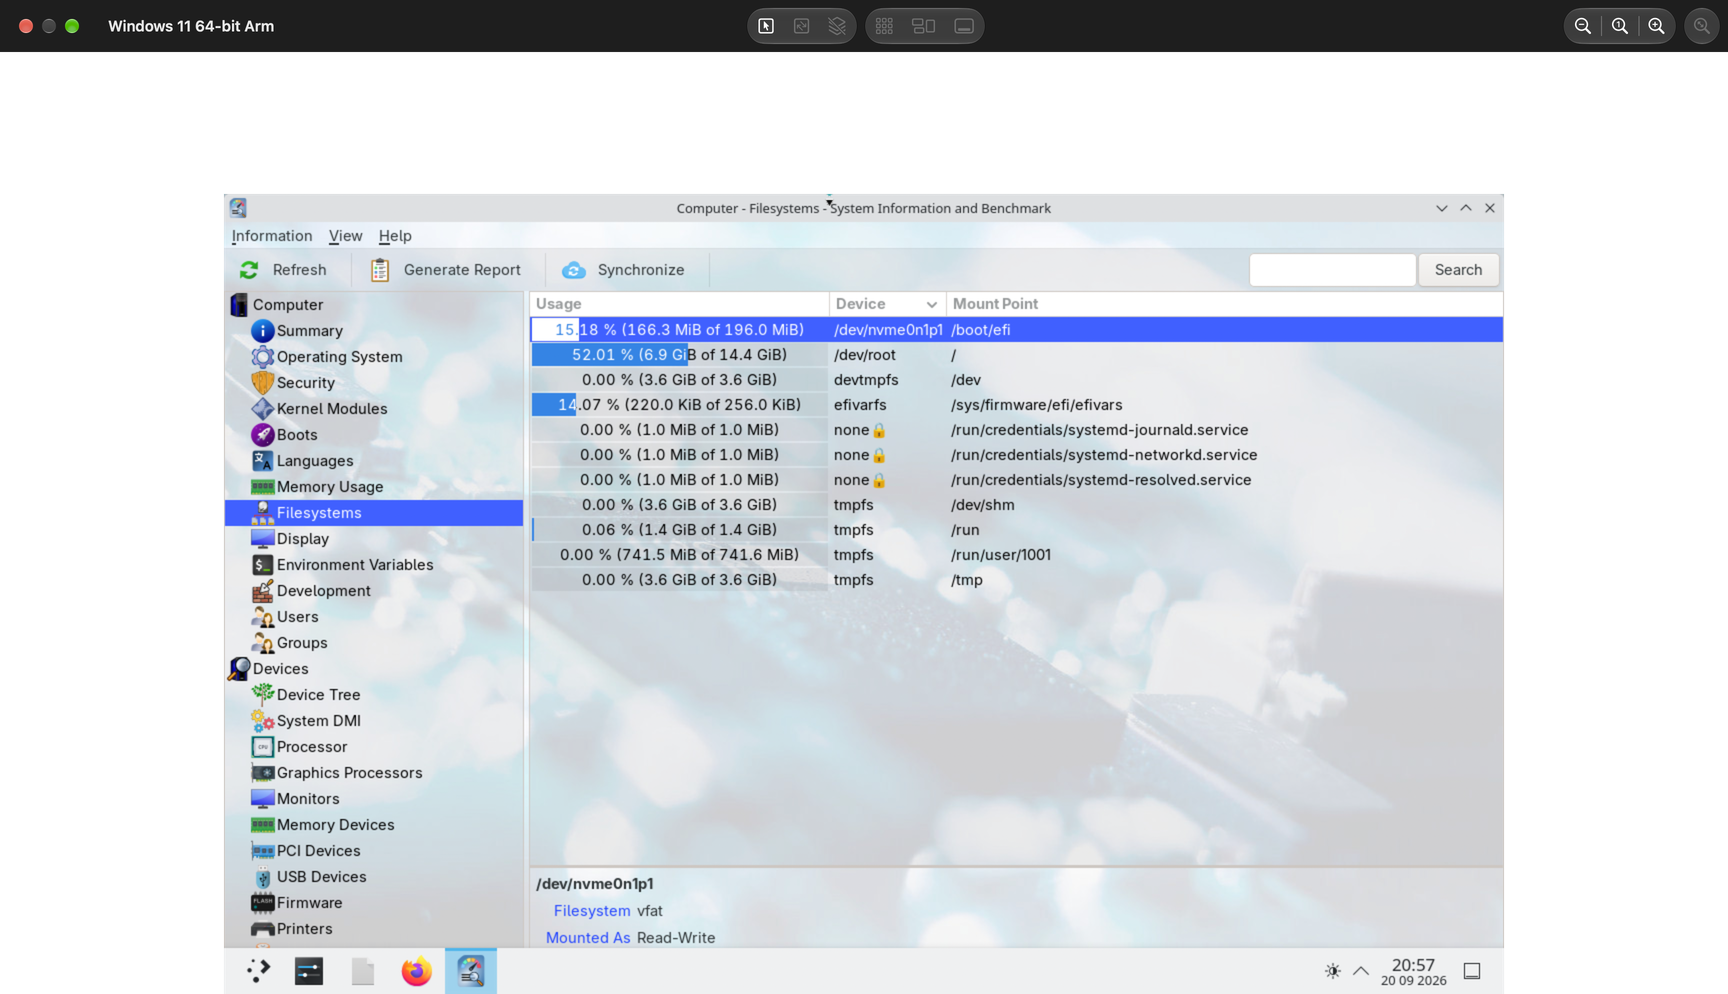 Windows 11 64-bit Arm
Computer - Filesystems - System Information and Benchmark
Information View Help
Refresh Generate Report Synchronize Search
Computer
Summary
Operating System
Security
Kernel Modules
Boots
Languages
Memory Usage
Filesystems
Display
Environment Variables
Development
Users
Groups
Devices
Device Tree
System DMI
Processor
Graphics Processors
Monitors
Memory Devices
PCI Devices
USB Devices
Firmware
Printers
Usage Device Mount Point
15.18 % (166.3 MiB of 196.0 MiB) /dev/nvme0n1p1 /boot/efi
52.01 % (6.9 GiB of 14.4 GiB) /dev/root /
0.00 % (3.6 GiB of 3.6 GiB) devtmpfs /dev
14.07 % (220.0 KiB of 256.0 KiB) efivarfs /sys/firmware/efi/efivars
0.00 % (1.0 MiB of 1.0 MiB) none /run/credentials/systemd-journald.service
0.00 % (1.0 MiB of 1.0 MiB) none /run/credentials/systemd-networkd.service
0.00 % (1.0 MiB of 1.0 MiB) none /run/credentials/systemd-resolved.service
0.00 % (3.6 GiB of 3.6 GiB) tmpfs /dev/shm
0.06 % (1.4 GiB of 1.4 GiB) tmpfs /run
0.00 % (741.5 MiB of 741.6 MiB) tmpfs /run/user/1001
0.00 % (3.6 GiB of 3.6 GiB) tmpfs /tmp
/dev/nvme0n1p1
Filesystem vfat
Mounted As Read-Write
20:57
20 09 2026